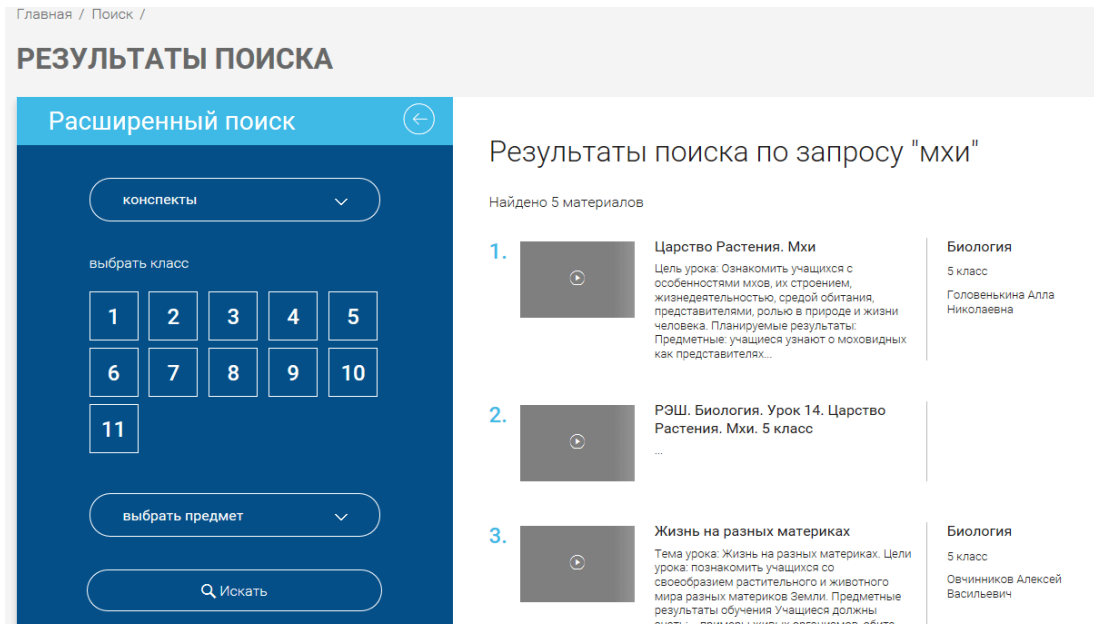 Главная / Поиск /
РЕЗУЛЬТАТЫ ПОИСКА
Расширенный поиск
конспекты
выбрать класс
1 2 3 4 5
6 7 8 9 10
11
выбрать предмет
Искать
Результаты поиска по запросу "мхи"
Найдено 5 материалов
1.
Царство Растения. Мхи
Цель урока: Ознакомить учащихся с
особенностями мхов, их строением,
жизнедеятельностью, средой обитания,
представителями, ролью в природе и жизни
человека. Планируемые результаты:
Предметные: учащиеся узнают о моховидных
как представителях...
Биология
5 класс
Головенькина Алла
Николаевна
2.
РЭШ. Биология. Урок 14. Царство
Растения. Мхи. 5 класс
...
3.
Жизнь на разных материках
Тема урока: Жизнь на разных материках. Цели
урока: познакомить учащихся со
своеобразием растительного и животного
мира разных материков Земли. Предметные
результаты обучения Учащиеся должны
Биология
5 класс
Овчинников Алексей
Васильевич